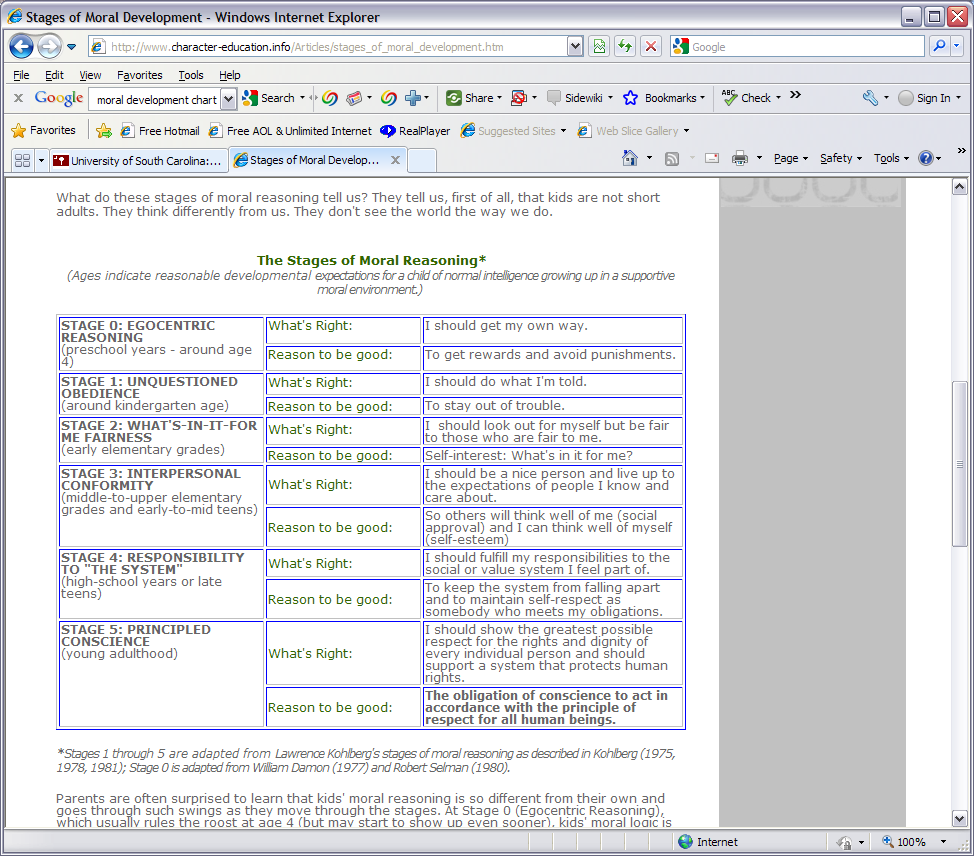 Stages of Moral Development - Windows Internet Explorer
http://www.character-education.info/Articles/stages_of_moral_development.htm
Google
File Edit View Favorites Tools Help
x Google moral development chart Search Share Sidewiki Bookmarks ABC Check » Sign In
Favorites Free Hotmail Free AOL & Unlimited Internet RealPlayer Suggested Sites Web Slice Gallery
University of South Carolina:... Stages of Moral Develop... x Page Safety Tools »
What do these stages of moral reasoning tell us? They tell us, first of all, that kids are not short
adults. They think differently from us. They don't see the world the way we do.
The Stages of Moral Reasoning*
(Ages indicate reasonable developmental expectations for a child of normal intelligence growing up in a supportive
moral environment.)
STAGE 0: EGOCENTRIC
REASONING
(preschool years - around age
4)
What's Right:
I should get my own way.
Reason to be good:
To get rewards and avoid punishments.
STAGE 1: UNQUESTIONED
OBEDIENCE
(around kindergarten age)
What's Right:
I should do what I'm told.
Reason to be good:
To stay out of trouble.
STAGE 2: WHAT'S-IN-IT-FOR
ME FAIRNESS
(early elementary grades)
What's Right:
I  should look out for myself but be fair
to those who are fair to me.
Reason to be good:
Self-interest: What's in it for me?
STAGE 3: INTERPERSONAL
CONFORMITY
(middle-to-upper elementary
grades and early-to-mid teens)
What's Right:
I should be a nice person and live up to
the expectations of people I know and
care about.
Reason to be good:
So others will think well of me (social
approval) and I can think well of myself
(self-esteem)
STAGE 4: RESPONSIBILITY
TO "THE SYSTEM"
(high-school years or late
teens)
What's Right:
I should fulfill my responsibilities to the
social or value system I feel part of.
Reason to be good:
To keep the system from falling apart
and to maintain self-respect as
somebody who meets my obligations.
STAGE 5: PRINCIPLED
CONSCIENCE
(young adulthood)
What's Right:
I should show the greatest possible
respect for the rights and dignity of
every individual person and should
support a system that protects human
rights.
Reason to be good:
The obligation of conscience to act in
accordance with the principle of
respect for all human beings.
*Stages 1 through 5 are adapted from Lawrence Kohlberg's stages of moral reasoning as described in Kohlberg (1975,
1978, 1981); Stage 0 is adapted from William Damon (1977) and Robert Selman (1980).
Parents are often surprised to learn that kids' moral reasoning is so different from their own and
goes through such swings as they move through the stages. At Stage 0 (Egocentric Reasoning),
which usually rules the roost at age 4 (but may start to show up even sooner), kids' moral logic is
Internet 100%